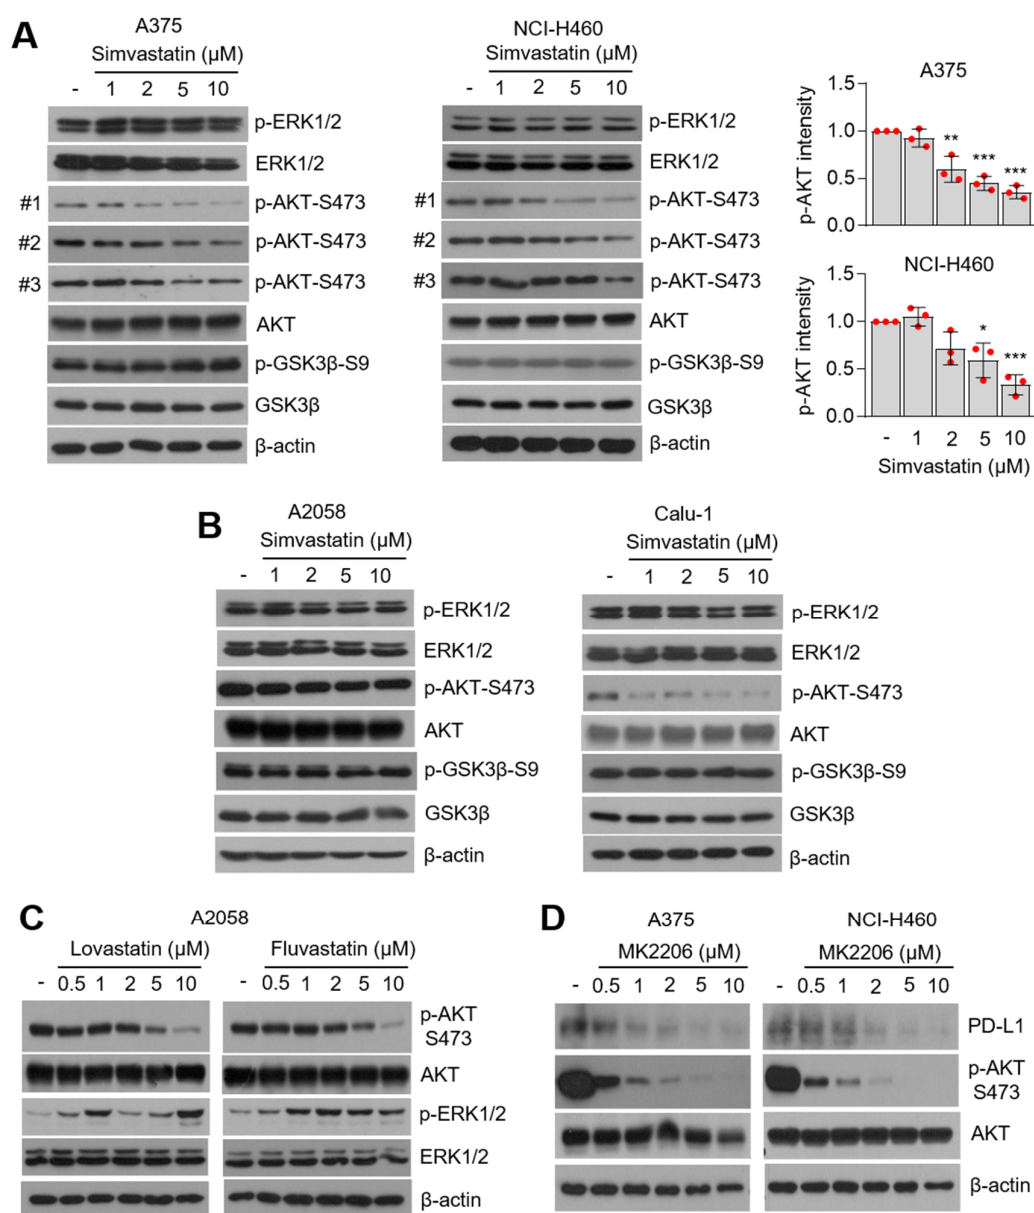 A
A375
Simvastatin (μM)
- 1 2 5 10
p-ERK1/2
ERK1/2
#1 p-AKT-S473
#2 p-AKT-S473
#3 p-AKT-S473
AKT
p-GSK3β-S9
GSK3β
β-actin
NCI-H460
Simvastatin (μM)
- 1 2 5 10
p-ERK1/2
ERK1/2
#1 p-AKT-S473
#2 p-AKT-S473
#3 p-AKT-S473
AKT
p-GSK3β-S9
GSK3β
β-actin
A375
p-AKT intensity
1.5
1.0
0.5
0.0
** *** ***
NCI-H460
p-AKT intensity
1.5
1.0
0.5
0.0
* ***
- 1 2 5 10
Simvastatin (μM)
B
A2058
Simvastatin (μM)
- 1 2 5 10
p-ERK1/2
ERK1/2
p-AKT-S473
AKT
p-GSK3β-S9
GSK3β
β-actin
Calu-1
Simvastatin (μM)
- 1 2 5 10
p-ERK1/2
ERK1/2
p-AKT-S473
AKT
p-GSK3β-S9
GSK3β
β-actin
C
A2058
Lovastatin (μM) Fluvastatin (μM)
- 0.5 1 2 5 10 - 0.5 1 2 5 10
p-AKT
S473
AKT
p-ERK1/2
ERK1/2
β-actin
D
A375 NCI-H460
MK2206 (μM) MK2206 (μM)
- 0.5 1 2 5 10 - 0.5 1 2 5 10
PD-L1
p-AKT
S473
AKT
β-actin